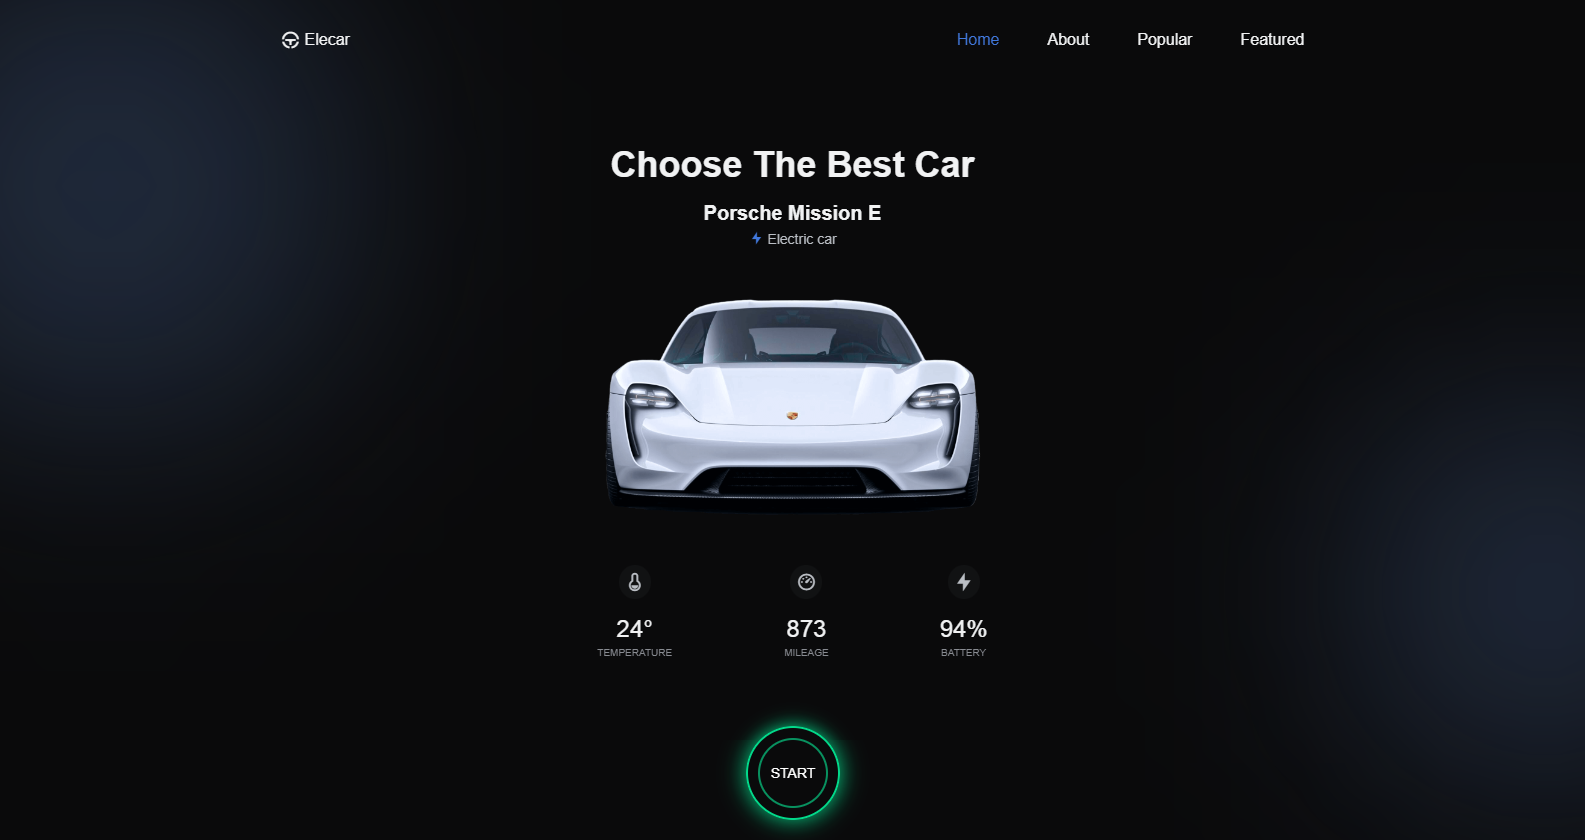 Elecar
Home About Popular Featured
Choose The Best Car
Porsche Mission E
Electric car
24° 873 94%
TEMPERATURE MILEAGE BATTERY
START